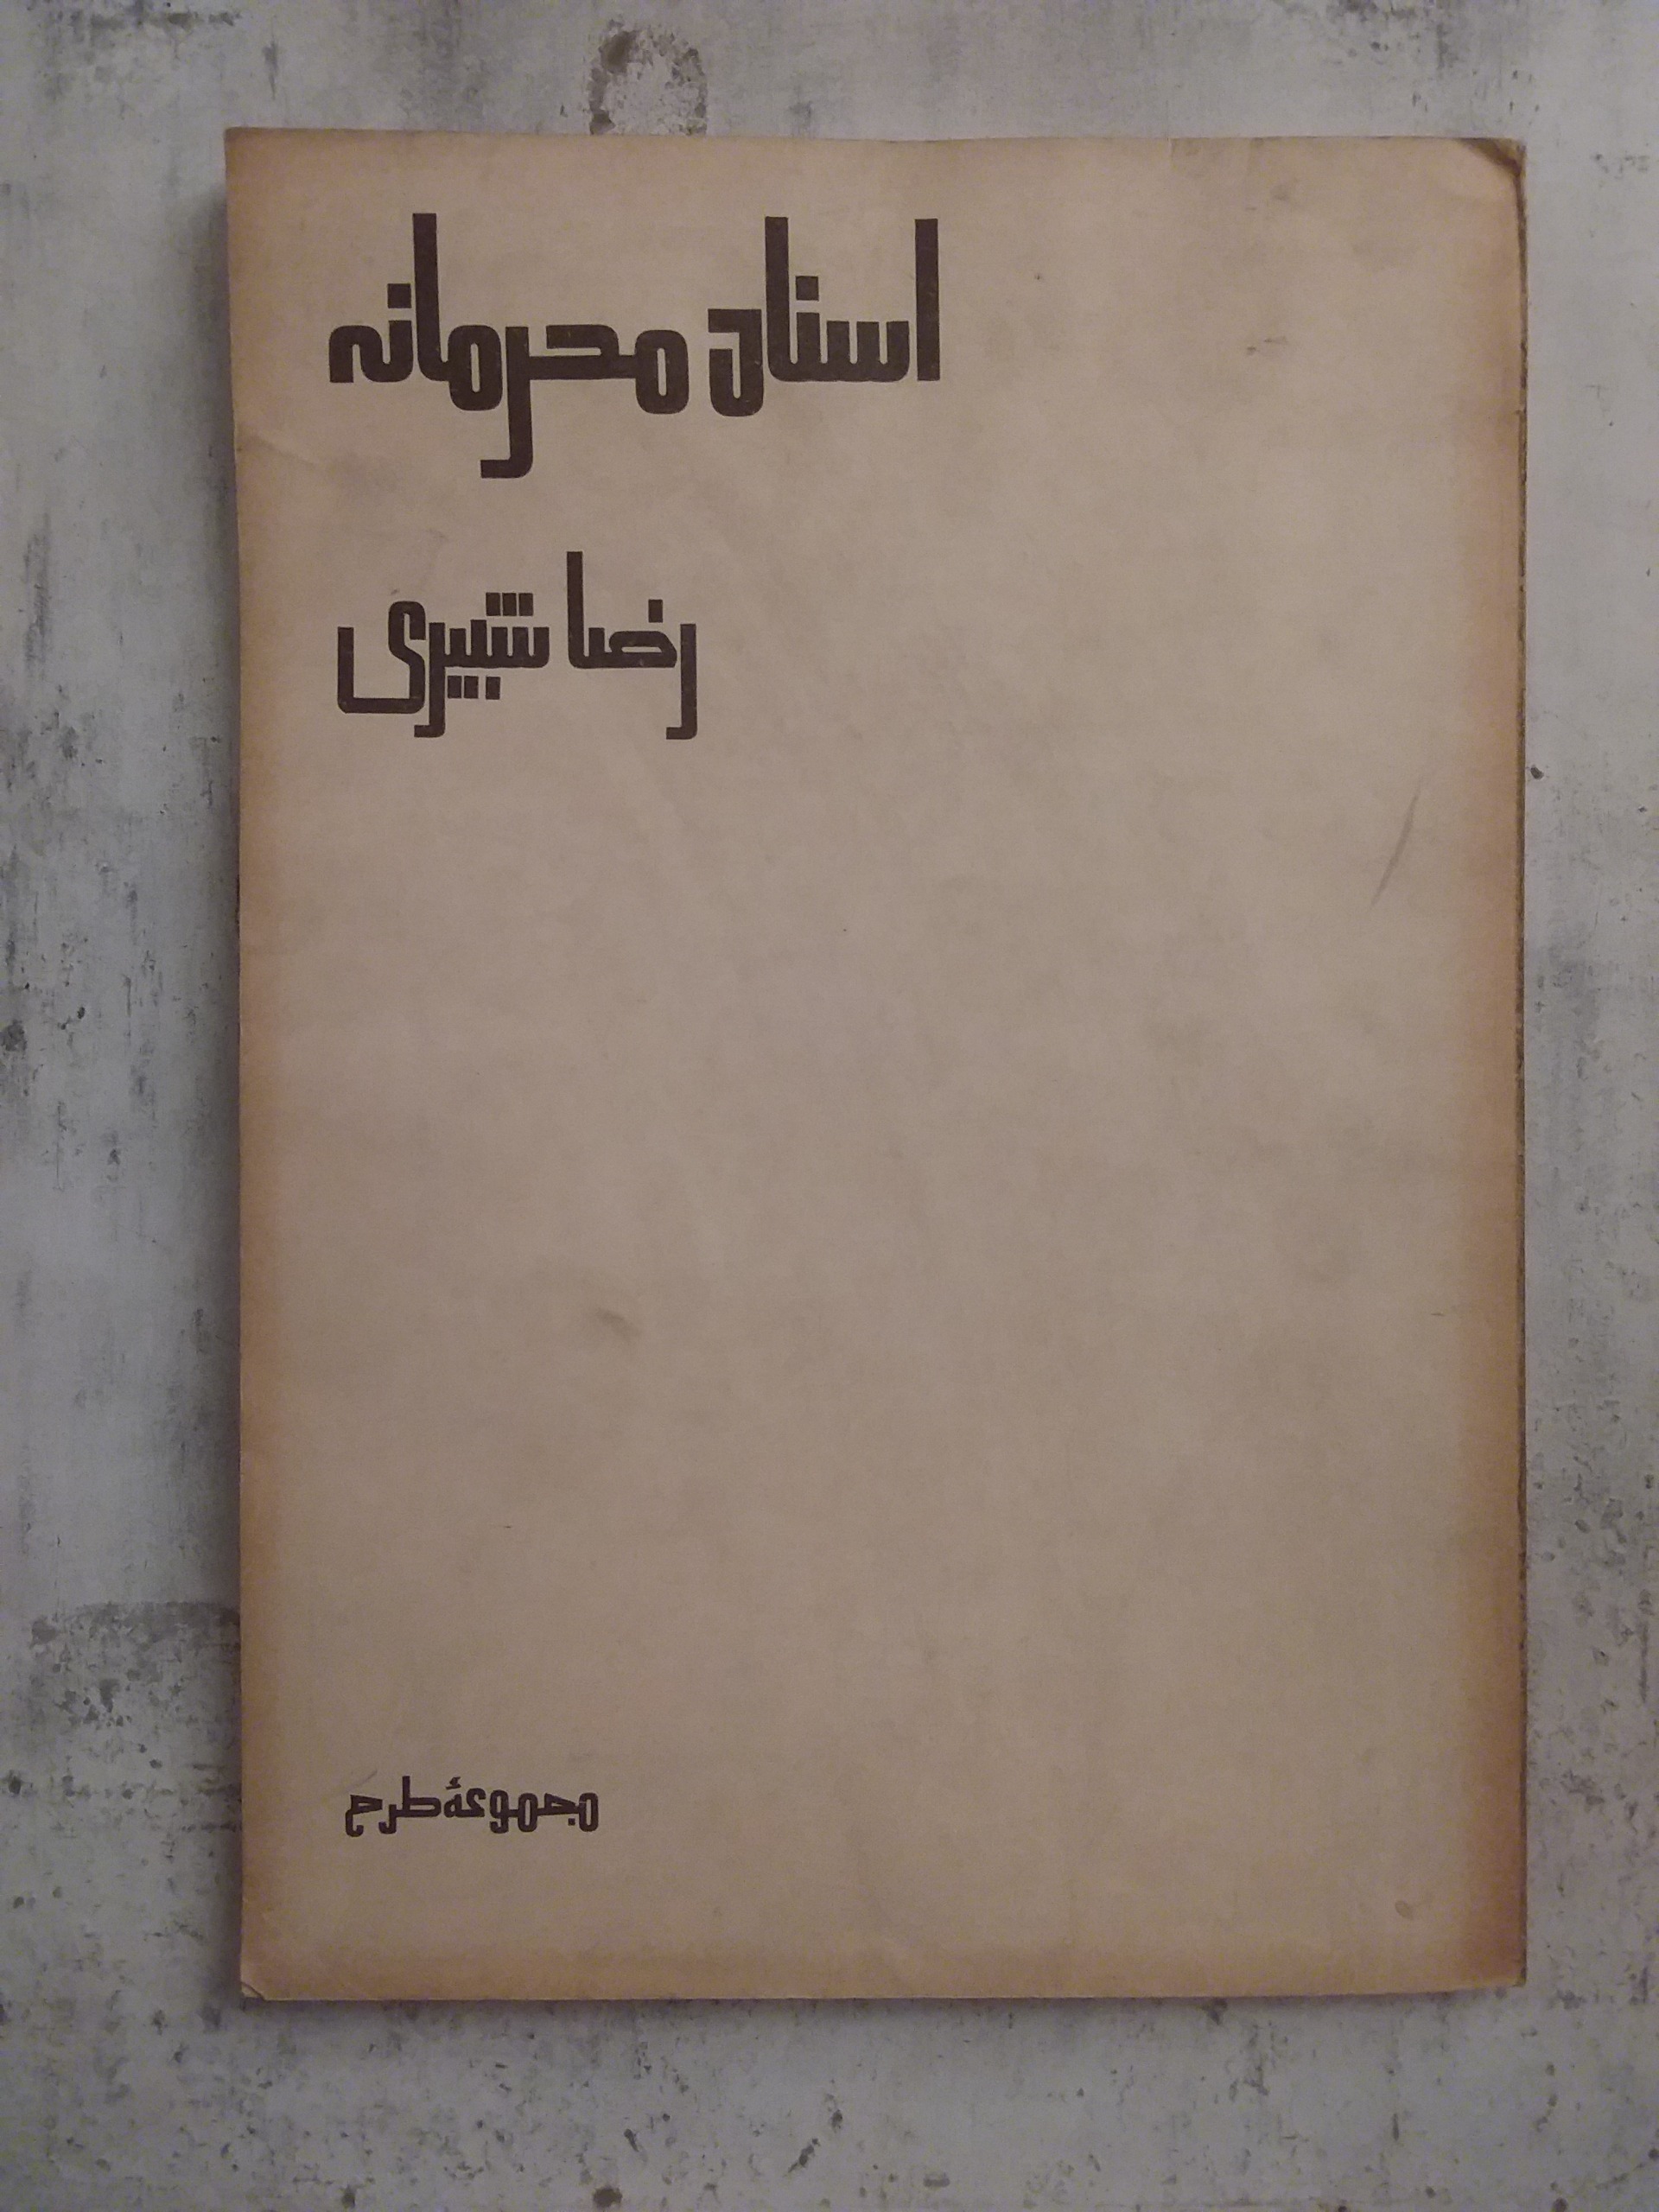 اسناد محرمانه
رضا شبیری
مجموعهٔ طرح